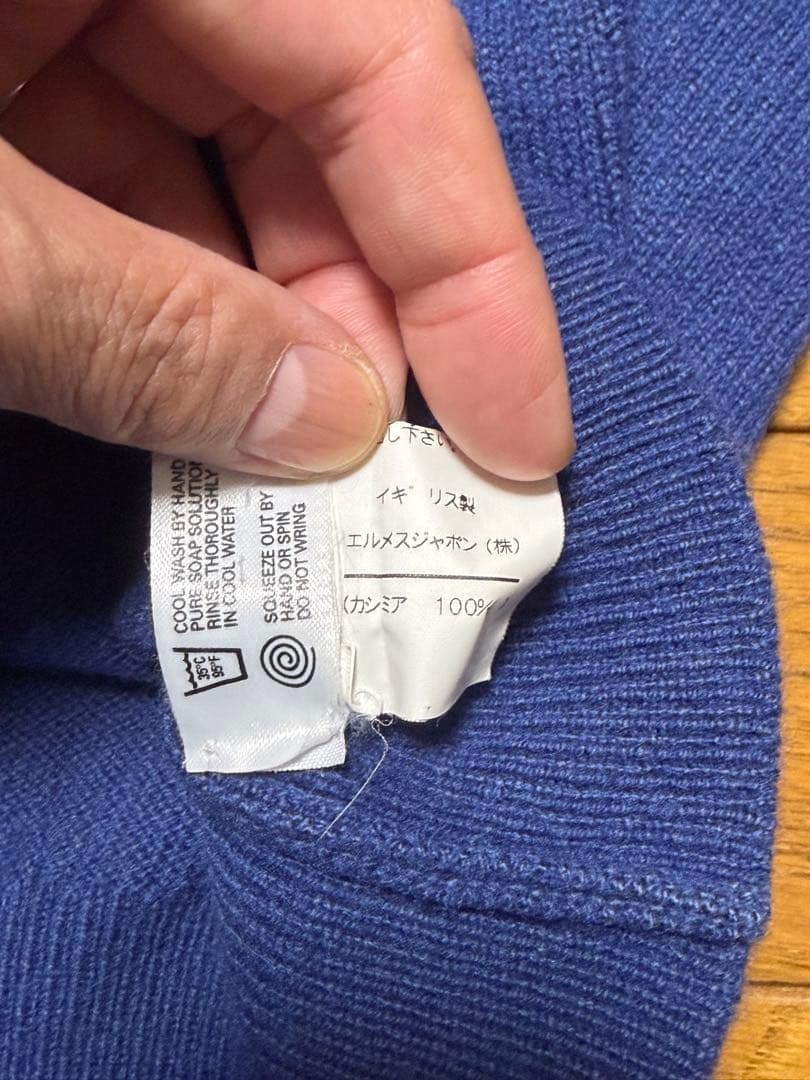 COOL WASH BY HAND
PURE SOAP SOLUTION
RINSE THOROUGHLY
IN COOL WATER
35°C
95°F
SQUEEZE OUT BY
HAND OR SPIN
DO NOT WRING
し下さい。
イギリス製
エルメスジャポン(株)
(カシミア 100%)